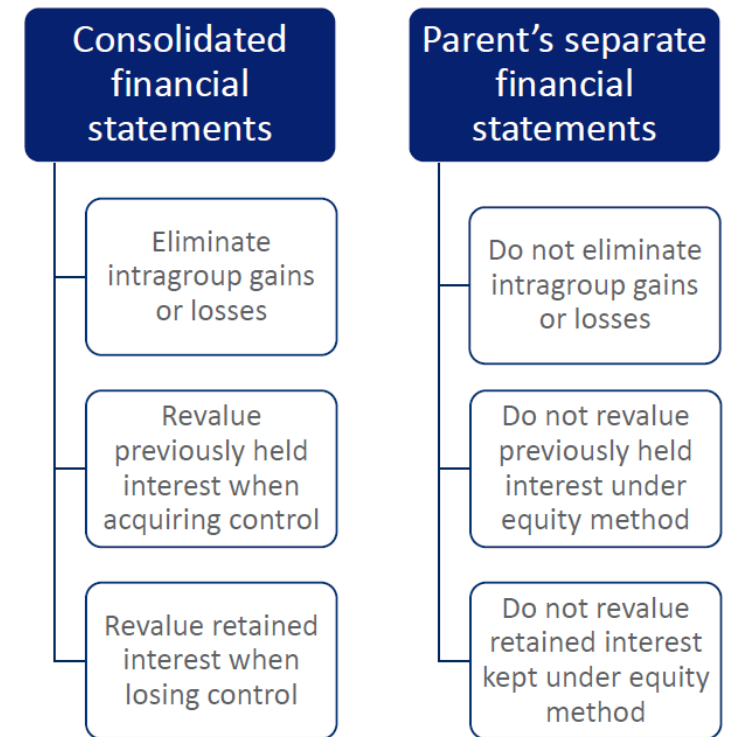 Consolidated
financial
statements
Eliminate
intragroup gains
or losses
Revalue
previously held
interest when
acquiring control
Revalue retained
interest when
losing control
Parent’s separate
financial
statements
Do not eliminate
intragroup gains
or losses
Do not revalue
previously held
interest under
equity method
Do not revalue
retained interest
kept under equity
method